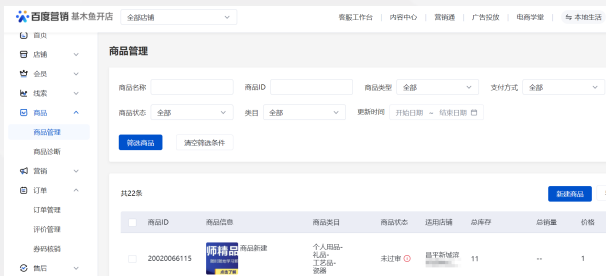 百度营销 基木鱼开店 全部店铺 客服工作台 内容中心 营销通 广告投放 电商学堂 本地生活
首页
店铺
会员
线索
商品
商品管理
商品诊断
营销
订单
订单管理
评价管理
券码核销
售后
商品管理
商品名称 商品ID 商品类型 全部 支付方式 全部
商品状态 全部 类目 全部 更新时间 开始日期 - 结束日期
筛选商品 清空筛选条件
共22条 新建商品
商品ID 商品信息 商品类目 商品状态 适用店铺 总库存 总销量 价格
20020066115 师精品 商品新建 个人用品-
礼品-
工艺品-
瓷器 未过审 昌平新城滨 11 -- 1
点击了解